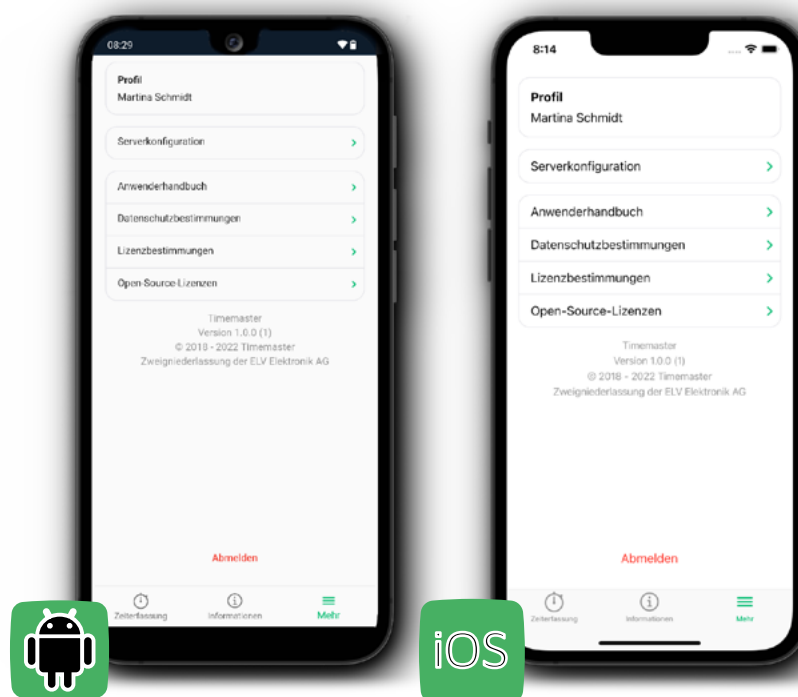 08:29
Profil
Martina Schmidt
Serverkonfiguration
Anwenderhandbuch
Datenschutzbestimmungen
Lizenzbestimmungen
Open-Source-Lizenzen
Timemaster
Version 1.0.0 (1)
© 2018 - 2022 Timemaster
Zweigniederlassung der ELV Elektronik AG
Abmelden
Zeiterfassung
Informationen
Mehr
8:14
Profil
Martina Schmidt
Serverkonfiguration
Anwenderhandbuch
Datenschutzbestimmungen
Lizenzbestimmungen
Open-Source-Lizenzen
Timemaster
Version 1.0.0 (1)
© 2018 - 2022 Timemaster
Zweigniederlassung der ELV Elektronik AG
Abmelden
Zeiterfassung
Informationen
Mehr
iOS